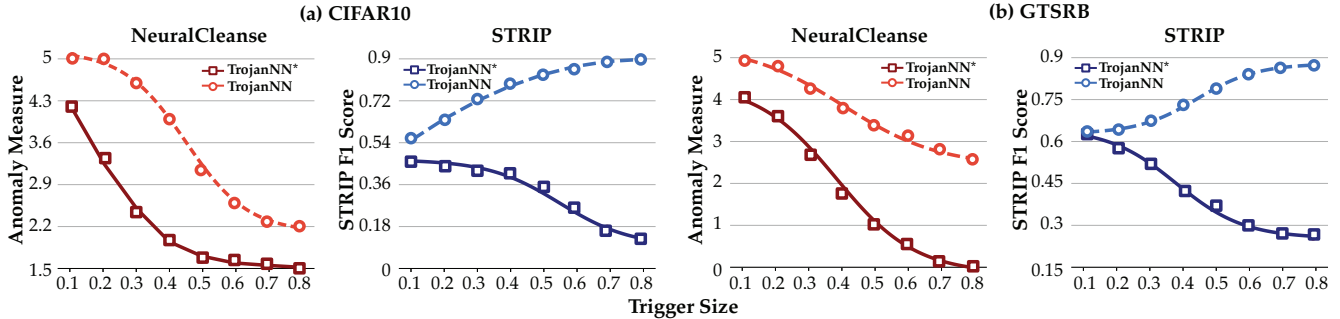 (a) CIFAR10
(b) GTSRB
NeuralCleanse
STRIP
NeuralCleanse
STRIP
Anomaly Measure
5
4.3
3.6
2.9
2.2
1.5
TrojanNN*
TrojanNN
0.1 0.2 0.3 0.4 0.5 0.6 0.7 0.8
STRIP F1 Score
0.9
0.72
0.54
0.36
0.18
0
TrojanNN*
TrojanNN
0.1 0.2 0.3 0.4 0.5 0.6 0.7 0.8
Anomaly Measure
5
4
3
2
1
0
TrojanNN*
TrojanNN
0.1 0.2 0.3 0.4 0.5 0.6 0.7 0.8
STRIP F1 Score
0.9
0.75
0.6
0.45
0.3
0.15
TrojanNN*
TrojanNN
0.1 0.2 0.3 0.4 0.5 0.6 0.7 0.8
Trigger Size